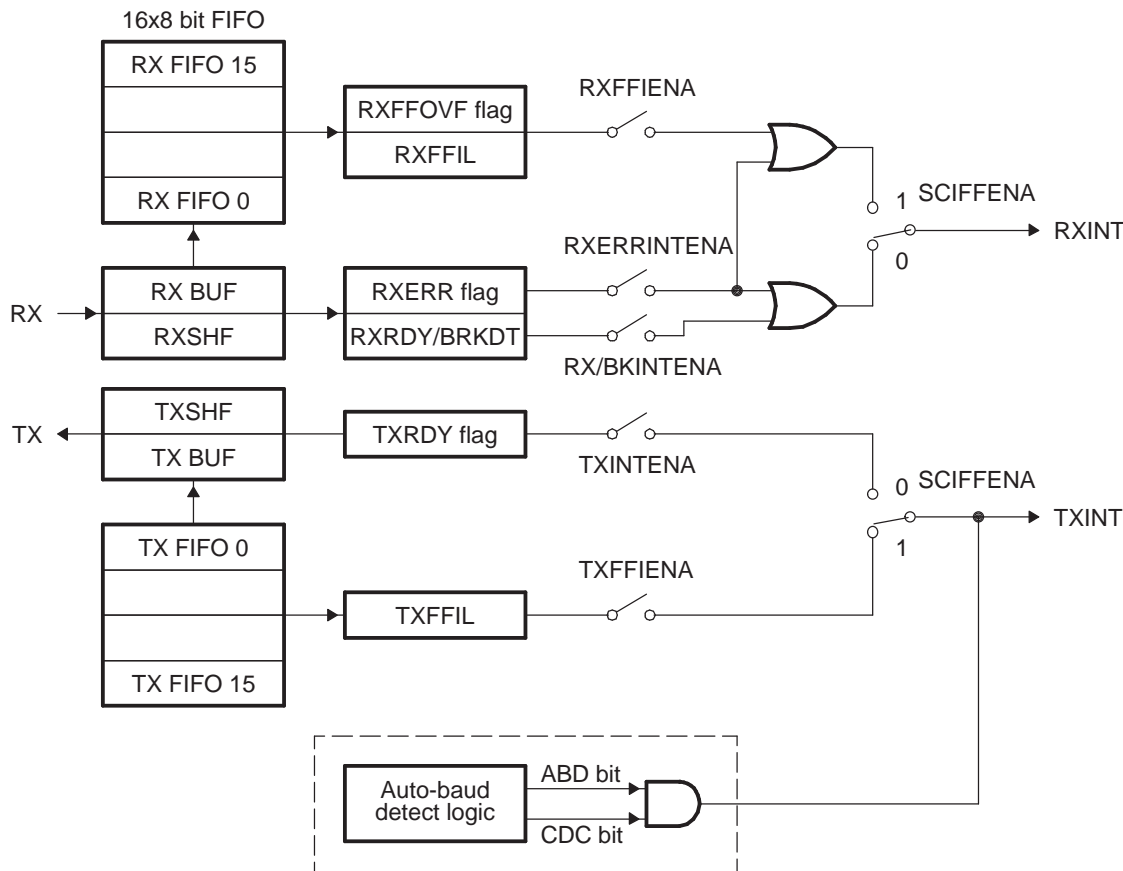 16x8 bit FIFO
RX FIFO 15
RX FIFO 0
RXFFOVF flag
RXFFIL
RXFFIENA
1
SCIFFENA
0
RXINT
RX
RX BUF
RXSHF
RXERR flag
RXRDY/BRKDT
RXERRINTENA
RX/BKINTENA
TX
TXSHF
TX BUF
TXRDY flag
TXINTENA
0
SCIFFENA
1
TXINT
TX FIFO 0
TX FIFO 15
TXFFIL
TXFFIENA
Auto-baud
detect logic
ABD bit
CDC bit